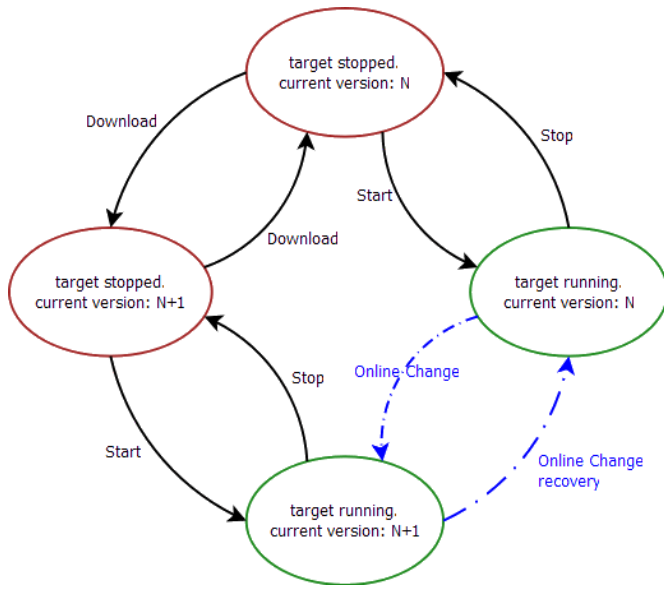 target stopped.
current version: N
Download
Stop
Start
Download
target stopped.
current version: N+1
target running.
current version: N
Online Change
Stop
Start
Online Change
recovery
target running.
current version: N+1